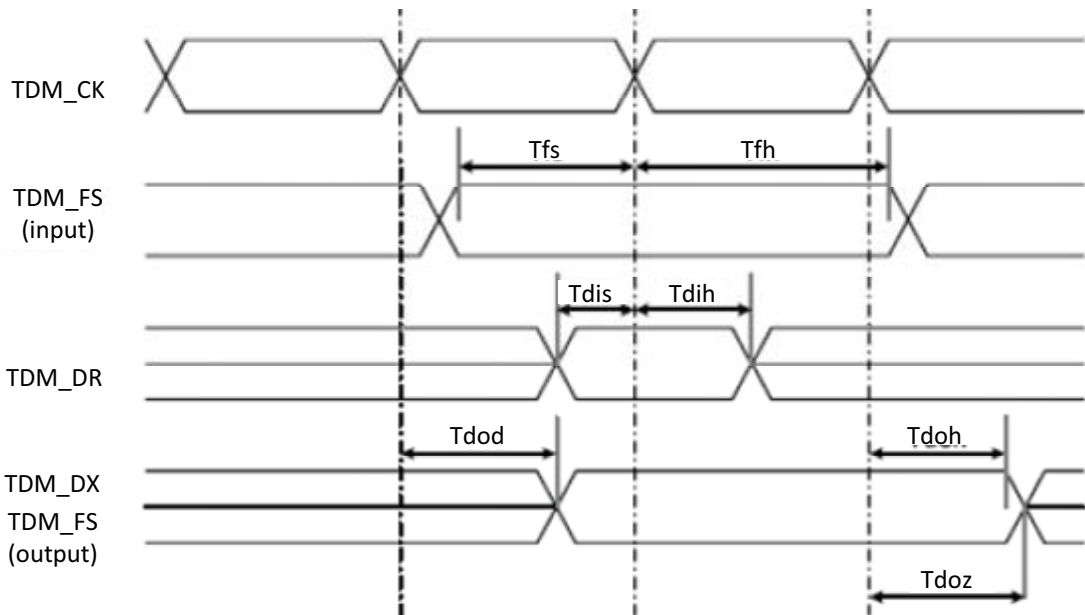 TDM_CK
Tfs
Tfh
TDM_FS
(input)
Tdis
Tdih
TDM_DR
Tdod
Tdoh
TDM_DX
TDM_FS
(output)
Tdoz